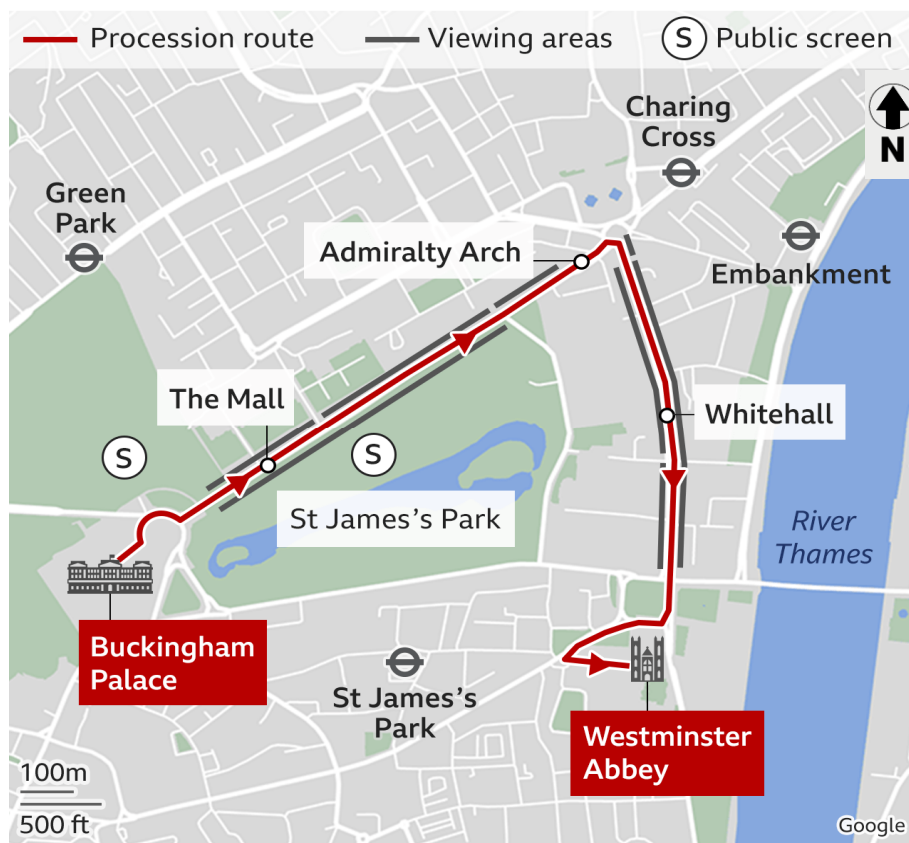 Procession route
Viewing areas
S Public screen
Charing
Cross
N
Green
Park
Admiralty Arch
Embankment
The Mall
Whitehall
S
S
St James’s Park
River
Thames
Buckingham
Palace
St James’s
Park
Westminster
Abbey
100m
500 ft
Google